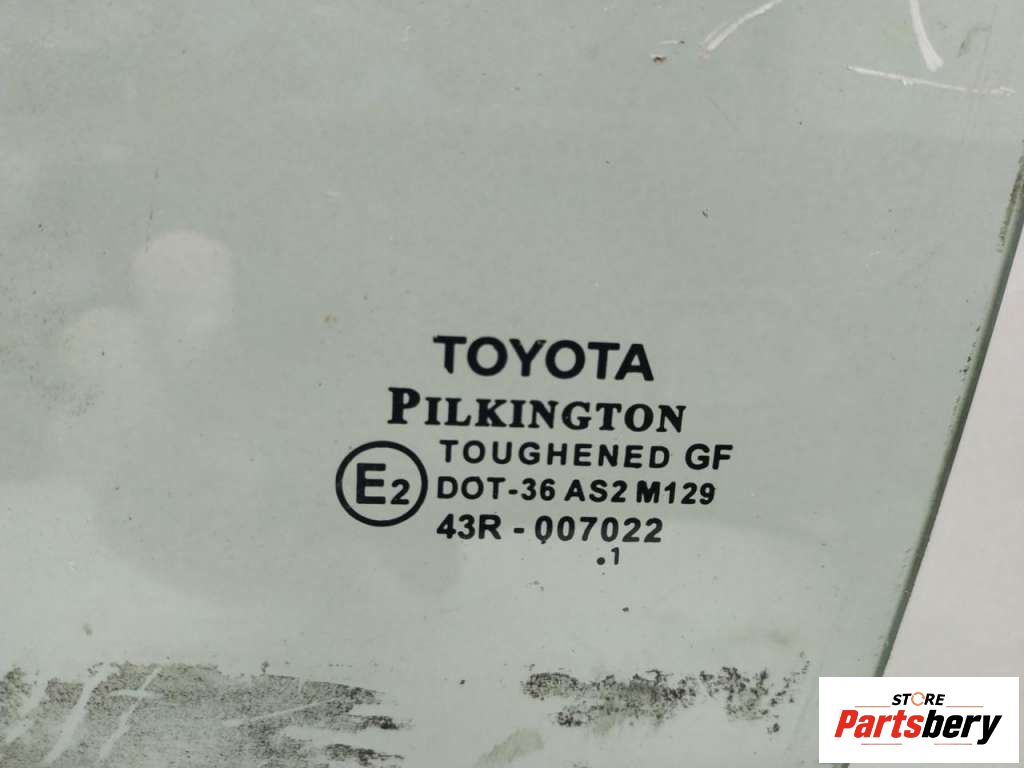 TOYOTA
PILKINGTON
TOUGHENED GF
E2
DOT-36 AS2 M129
43R - 007022
.1
STORE
Partsbery